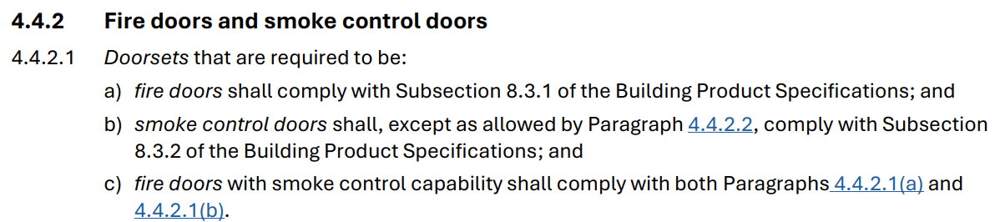 4.4.2 Fire doors and smoke control doors
4.4.2.1 Doorsets that are required to be:
a) fire doors shall comply with Subsection 8.3.1 of the Building Product Specifications; and
b) smoke control doors shall, except as allowed by Paragraph 4.4.2.2, comply with Subsection
8.3.2 of the Building Product Specifications; and
c) fire doors with smoke control capability shall comply with both Paragraphs 4.4.2.1(a) and
4.4.2.1(b).